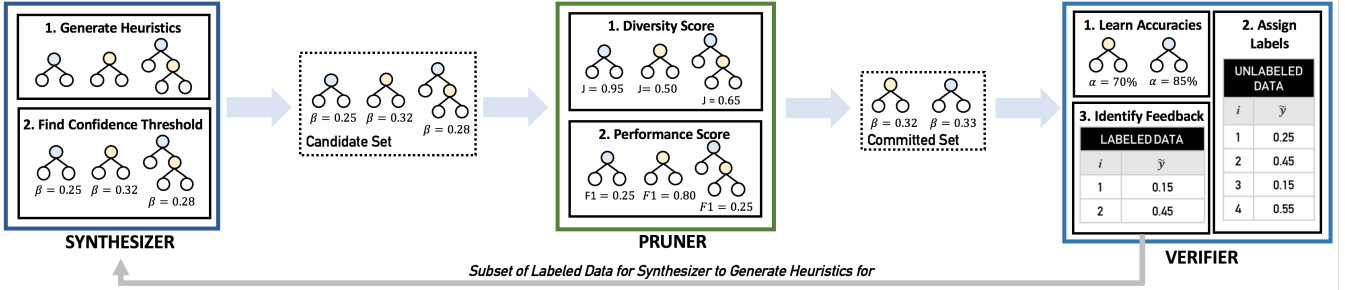 1. Generate Heuristics
2. Find Confidence Threshold
β = 0.25
β = 0.32
β = 0.28
SYNTHESIZER
β = 0.25
β = 0.32
β = 0.28
Candidate Set
1. Diversity Score
J = 0.95
J= 0.50
J = 0.65
2. Performance Score
F1 = 0.25
F1 = 0.80
F1 = 0.25
PRUNER
β = 0.32
β = 0.33
Committed Set
1. Learn Accuracies
α = 70%
α = 85%
2. Assign
Labels
UNLABELED
DATA
i ỹ
1 0.25
2 0.45
3 0.15
4 0.55
3. Identify Feedback
LABELED DATA
i ỹ
1 0.15
2 0.45
VERIFIER
Subset of Labeled Data for Synthesizer to Generate Heuristics for